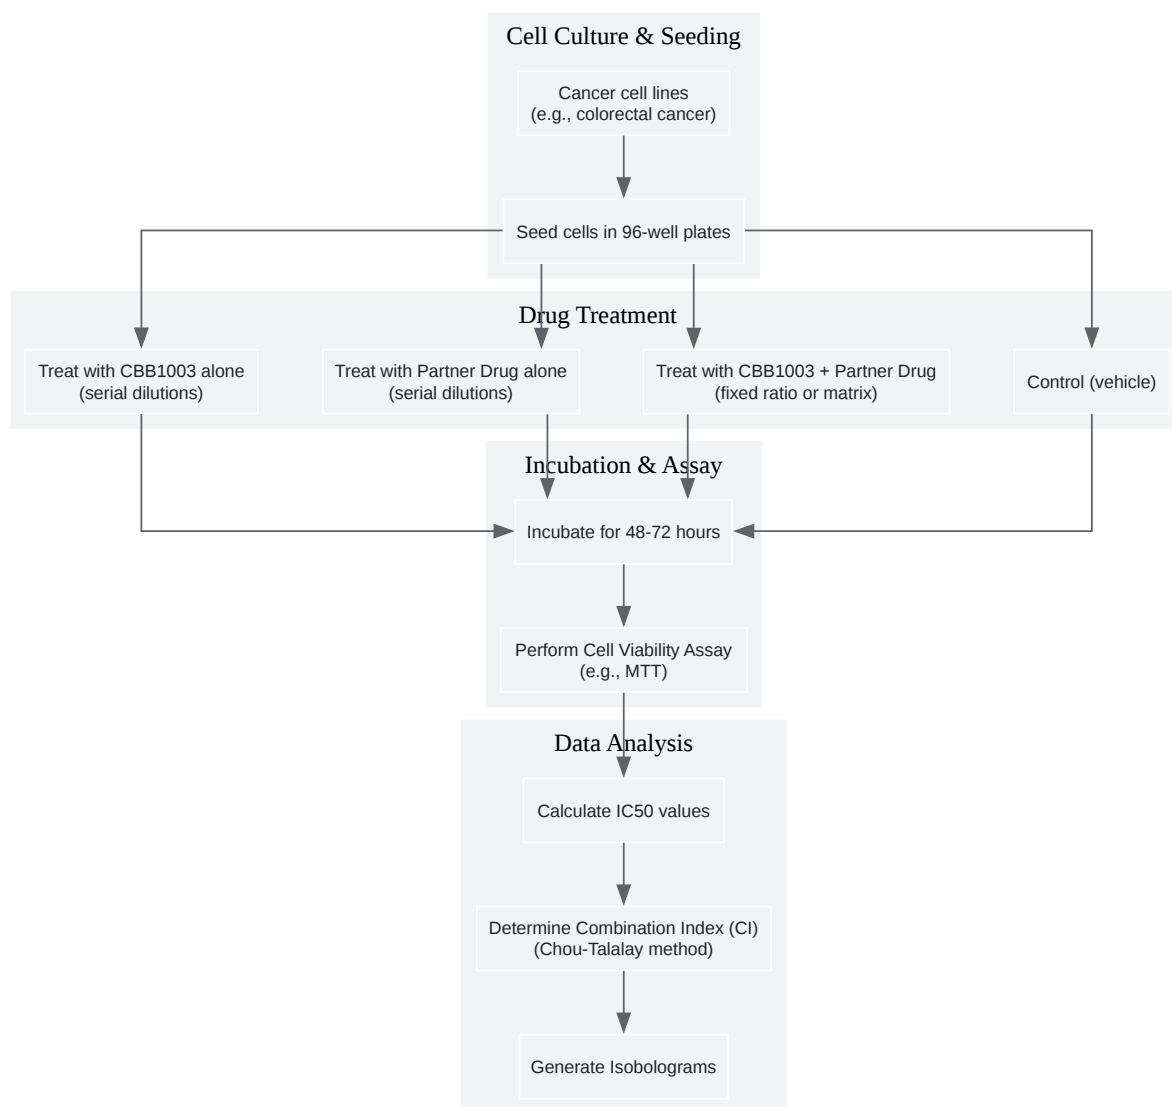 Cell Culture & Seeding
Cancer cell lines
(e.g., colorectal cancer)
Seed cells in 96-well plates
Drug Treatment
Treat with CBB1003 alone
(serial dilutions)
Treat with Partner Drug alone
(serial dilutions)
Treat with CBB1003 + Partner Drug
(fixed ratio or matrix)
Control (vehicle)
Incubation & Assay
Incubate for 48-72 hours
Perform Cell Viability Assay
(e.g., MTT)
Data Analysis
Calculate IC50 values
Determine Combination Index (CI)
(Chou-Talalay method)
Generate Isobolograms